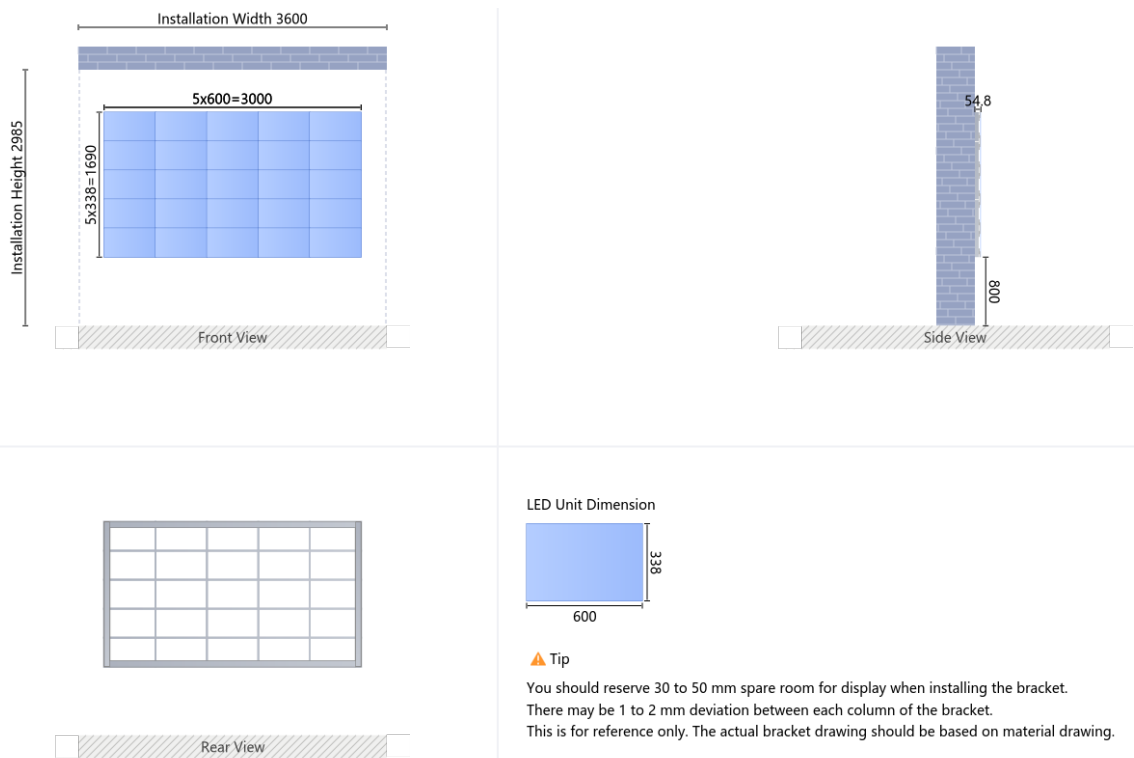 Installation Width 3600
5x600=3000
Installation Height 2985
5x338=1690
Front View
54.8
800
Side View
Rear View
LED Unit Dimension
338
600
Tip
You should reserve 30 to 50 mm spare room for display when installing the bracket.
There may be 1 to 2 mm deviation between each column of the bracket.
This is for reference only. The actual bracket drawing should be based on material drawing.